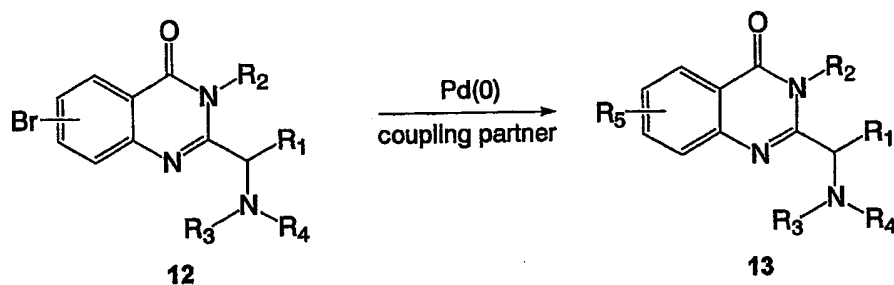 O
N
R₂
Br
N
R₁
N
R₃
R₄
12
Pd(0)
coupling partner
O
N
R₂
R₅
N
R₁
N
R₃
R₄
13